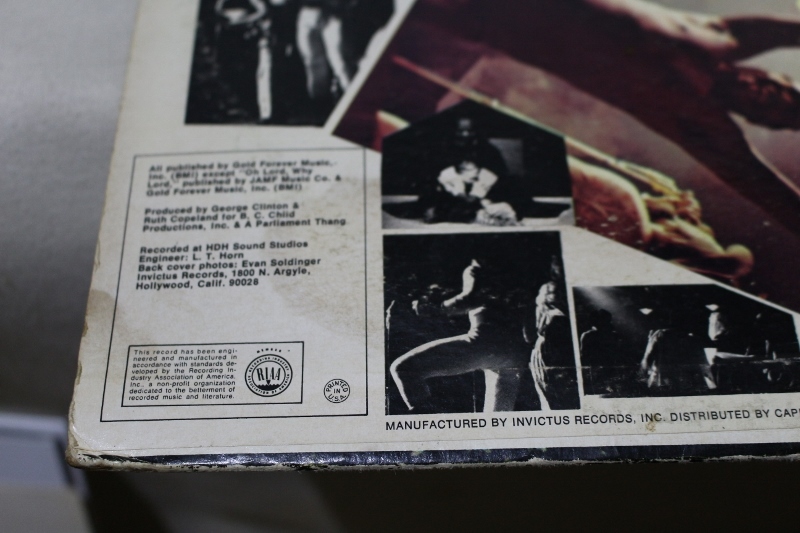 All published by Gold Forever Music,
Inc. (BMI) except "Oh Lord, Why
Lord," published by JAMF Music Co. &
Gold Forever Music, Inc. (BMI)
Produced by George Clinton &
Ruth Copeland for B. C. Child
Productions, Inc. & A Parliament Thang
Recorded at HDH Sound Studios
Engineer: L. T. Horn
Back cover photos: Evan Soldinger
Invictus Records, 1800 N. Argyle,
Hollywood, Calif. 90028
This record has been engi-
neered and manufactured in
accordance with standards de-
veloped by the Recording In-
dustry Association of America,
Inc., a non-profit organization
dedicated to the betterment of
recorded music and literature.
MEMBER
RECORDING INDUSTRY
RIAA
PRINTED
IN
U.S.A.
MANUFACTURED BY INVICTUS RECORDS, INC. DISTRIBUTED BY CAPI